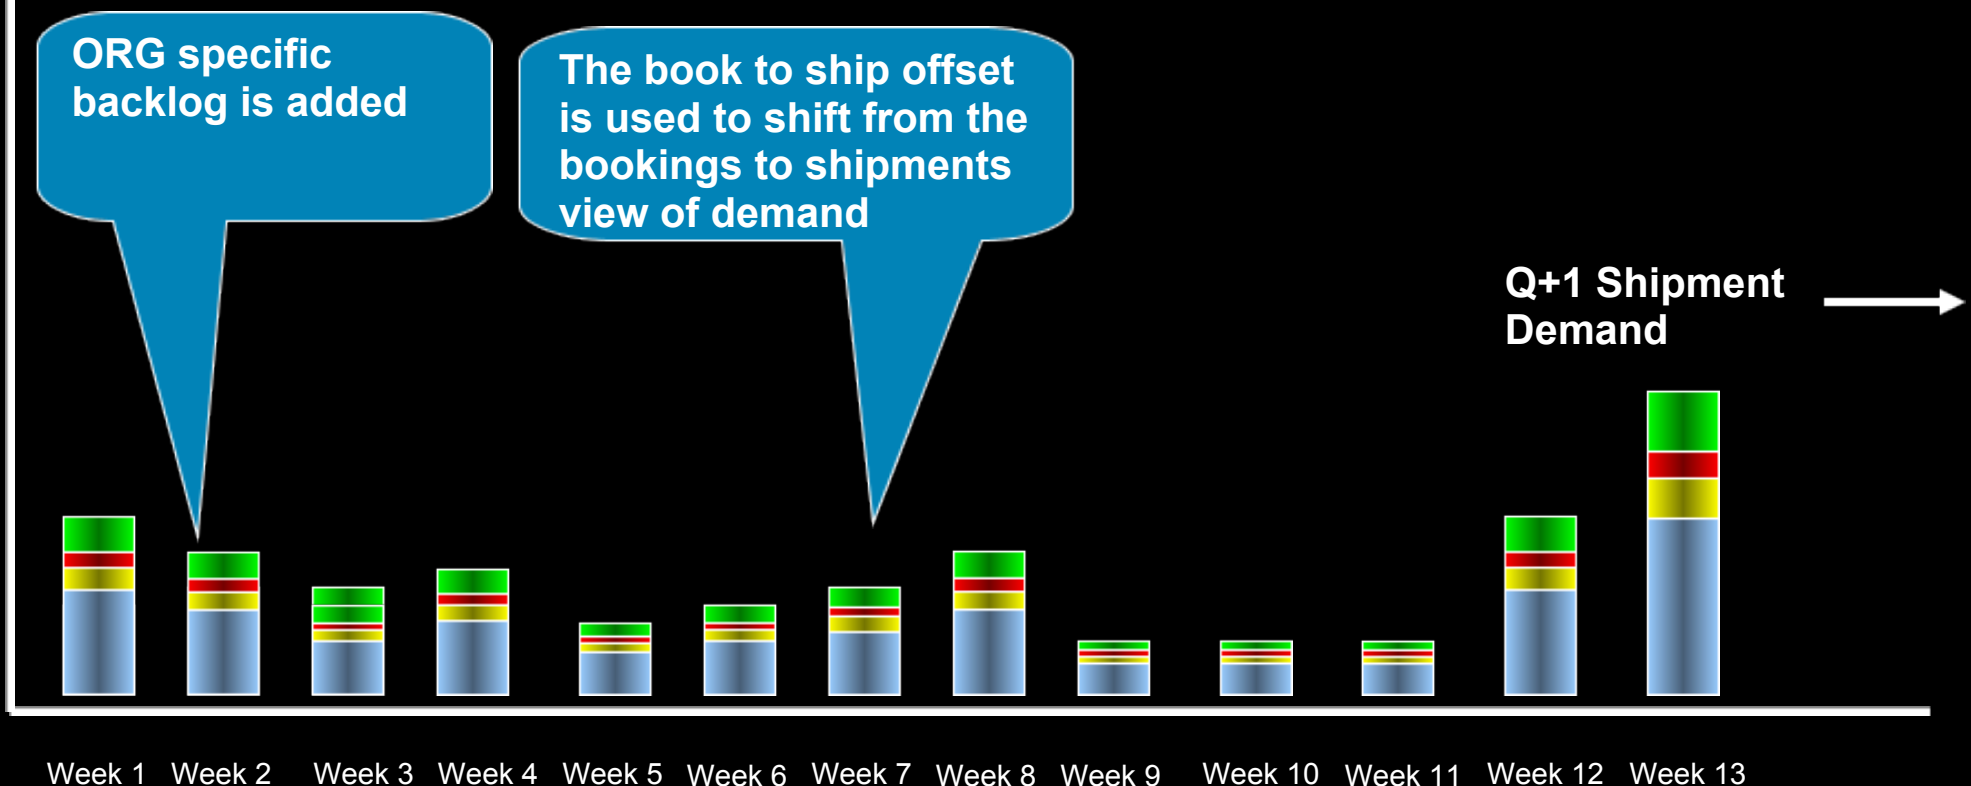 ORG specific
backlog is added
The book to ship offset
is used to shift from the
bookings to shipments
view of demand
Q+1 Shipment
Demand
Week 1 Week 2 Week 3 Week 4 Week 5 Week 6 Week 7 Week 8 Week 9 Week 10 Week 11 Week 12 Week 13